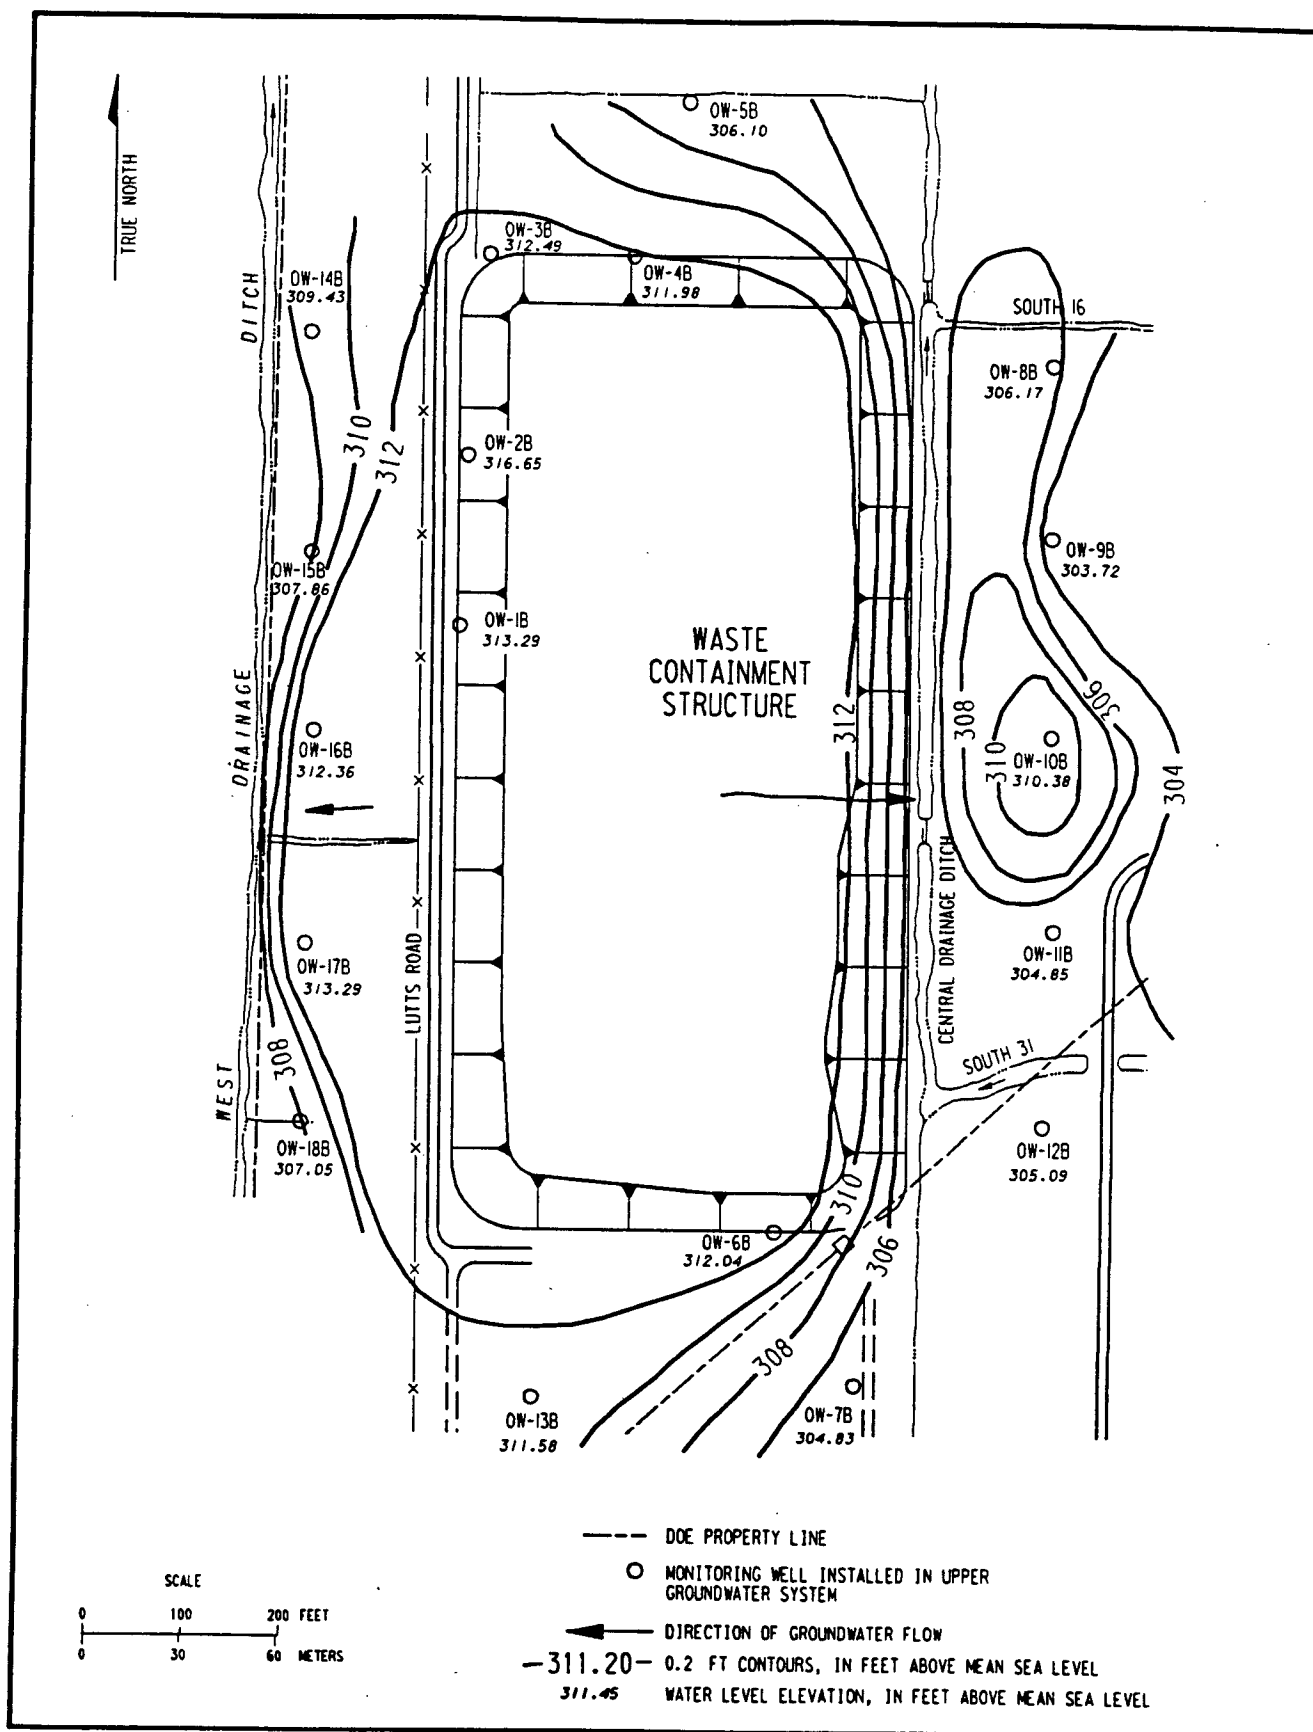 OW-5B
306.10
TRUE NORTH
OW-3B
312.49
OW-14B
309.43
OW-4B
311.98
DITCH
SOUTH 16
OW-8B
306.17
310
312
OW-2B
316.65
OW-15B
307.86
OW-9B
303.72
OW-1B
313.29
WASTE
CONTAINMENT
STRUCTURE
DRAINAGE
OW-16B
312.36
312
308
306
310
OW-10B
310.38
304
CENTRAL DRAINAGE DITCH
OW-17B
313.29
LUTTS ROAD
OW-11B
304.85
308
SOUTH 31
WEST
OW-18B
307.05
OW-12B
305.09
310
OW-6B
312.04
306
308
OW-13B
311.58
OW-7B
304.83
DOE PROPERTY LINE
MONITORING WELL INSTALLED IN UPPER
GROUNDWATER SYSTEM
SCALE
0 100 200 FEET
0 30 60 METERS
DIRECTION OF GROUNDWATER FLOW
-311.20- 0.2 FT CONTOURS, IN FEET ABOVE MEAN SEA LEVEL
311.45 WATER LEVEL ELEVATION, IN FEET ABOVE MEAN SEA LEVEL